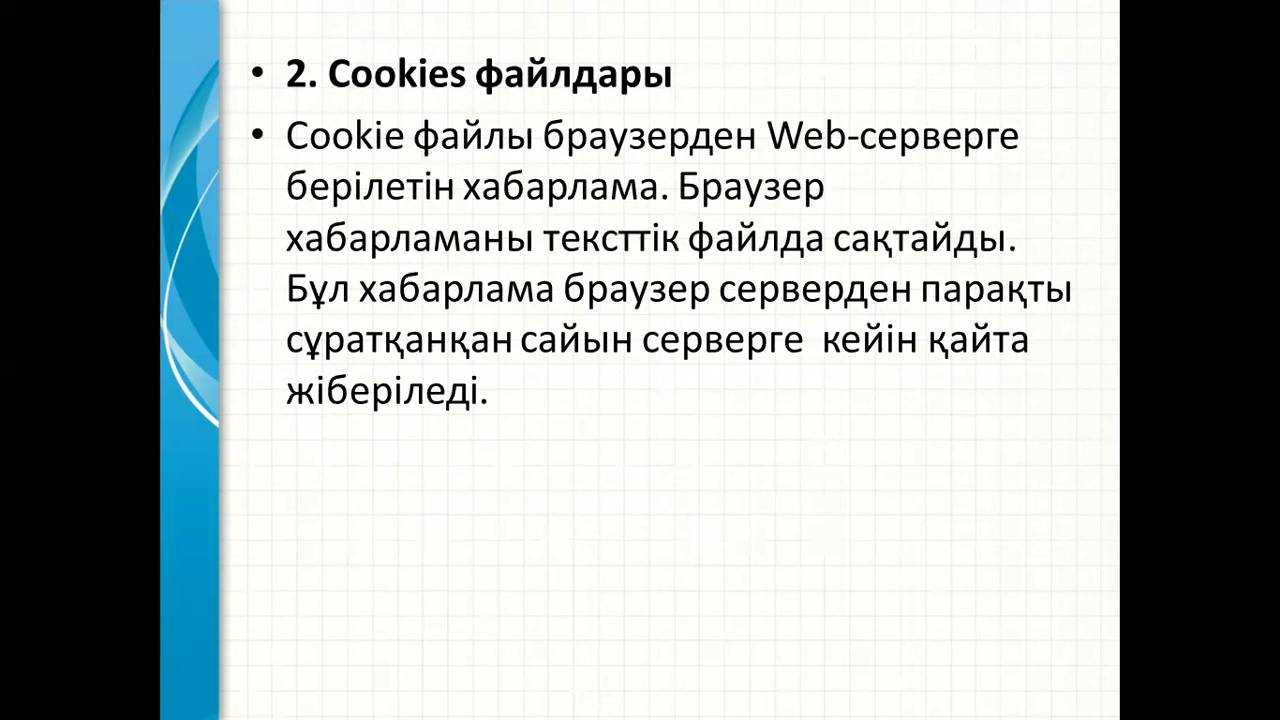 • 2. Cookies файлдары
• Cookie файлы браузерден Web-серверге
берілетін хабарлама. Браузер
хабарламаны тексттік файлда сақтайды.
Бұл хабарлама браузер серверден парақты
сұратқанқан сайын серверге  кейін қайта
жіберіледі.